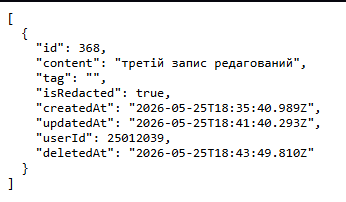 [
  {
    "id": 368,
    "content": "третій запис редагований",
    "tag": "",
    "isRedacted": true,
    "createdAt": "2026-05-25T18:35:40.989Z",
    "updatedAt": "2026-05-25T18:41:40.293Z",
    "userId": 25012039,
    "deletedAt": "2026-05-25T18:43:49.810Z"
  }
]